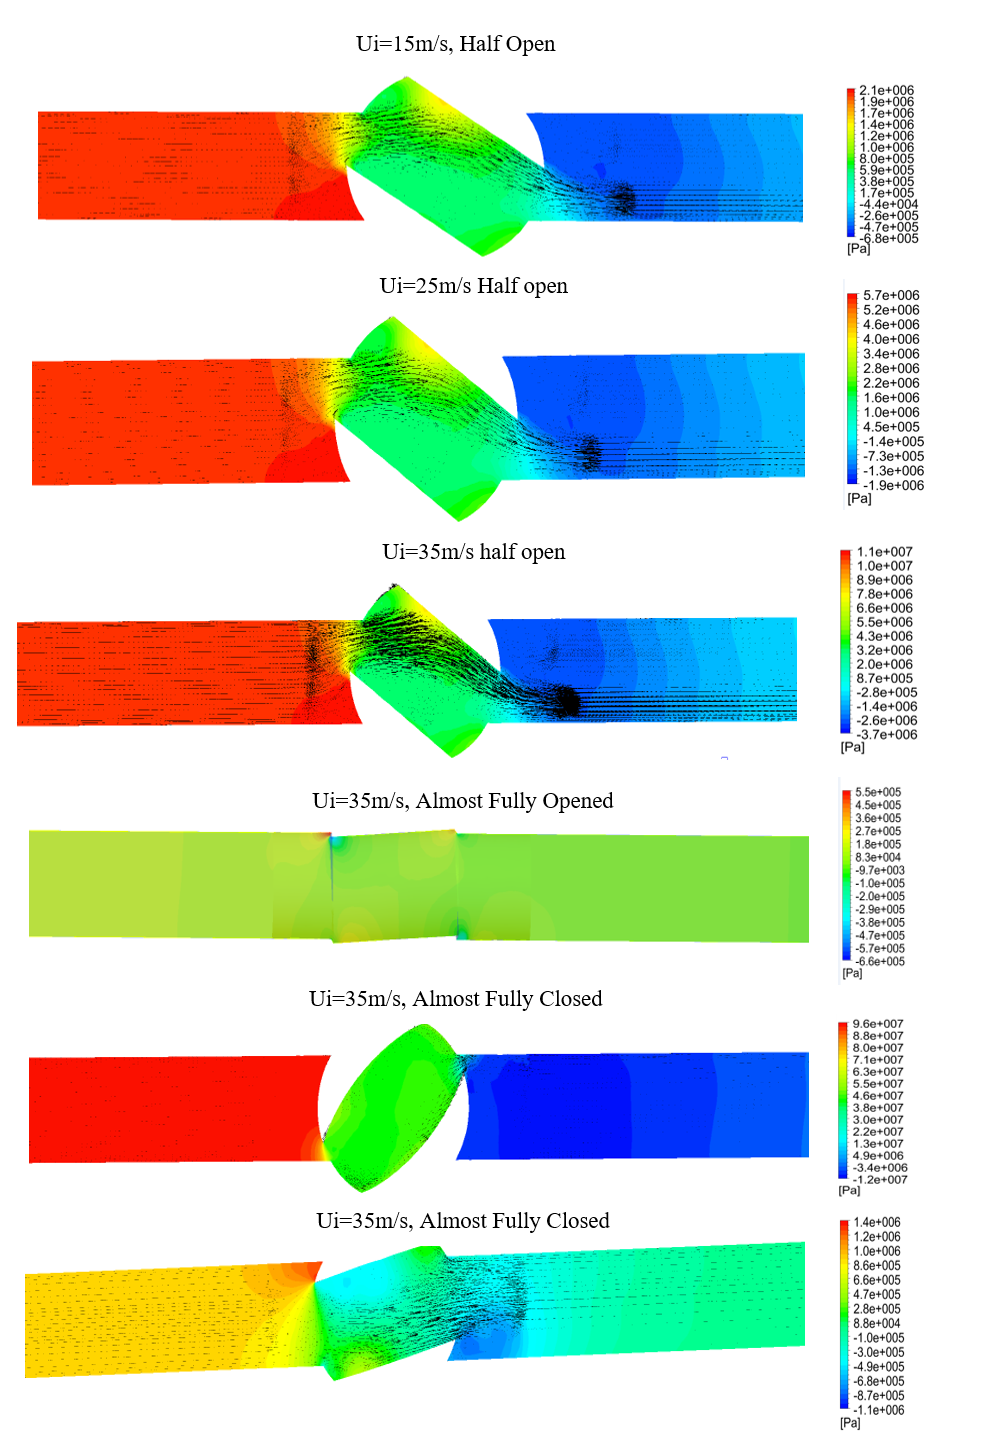 Ui=15m/s, Half Open
2.1e+006
1.9e+006
1.7e+006
1.4e+006
1.2e+006
1.0e+006
8.0e+005
5.9e+005
3.8e+005
1.7e+005
-4.4e+004
-2.6e+005
-4.7e+005
-6.8e+005
[Pa]
Ui=25m/s Half open
5.7e+006
5.2e+006
4.6e+006
4.0e+006
3.4e+006
2.8e+006
2.2e+006
1.6e+006
1.0e+006
4.5e+005
-1.4e+005
-7.3e+005
-1.3e+006
-1.9e+006
[Pa]
Ui=35m/s half open
1.1e+007
1.0e+007
8.9e+006
7.8e+006
6.6e+006
5.5e+006
4.3e+006
3.2e+006
2.0e+006
8.7e+005
-2.8e+005
-1.4e+006
-2.6e+006
-3.7e+006
[Pa]
Ui=35m/s, Almost Fully Opened
5.5e+005
4.5e+005
3.6e+005
2.7e+005
1.8e+005
8.3e+004
-9.7e+003
-1.0e+005
-2.0e+005
-2.9e+005
-3.8e+005
-4.7e+005
-5.7e+005
-6.6e+005
[Pa]
Ui=35m/s, Almost Fully Closed
9.6e+007
8.8e+007
8.0e+007
7.1e+007
6.3e+007
5.5e+007
4.6e+007
3.8e+007
3.0e+007
2.2e+007
1.3e+007
4.9e+006
-3.4e+006
-1.2e+007
[Pa]
Ui=35m/s, Almost Fully Closed
1.4e+006
1.2e+006
1.0e+006
8.6e+005
6.6e+005
4.7e+005
2.8e+005
8.8e+004
-1.0e+005
-3.0e+005
-4.9e+005
-6.8e+005
-8.7e+005
-1.1e+006
[Pa]